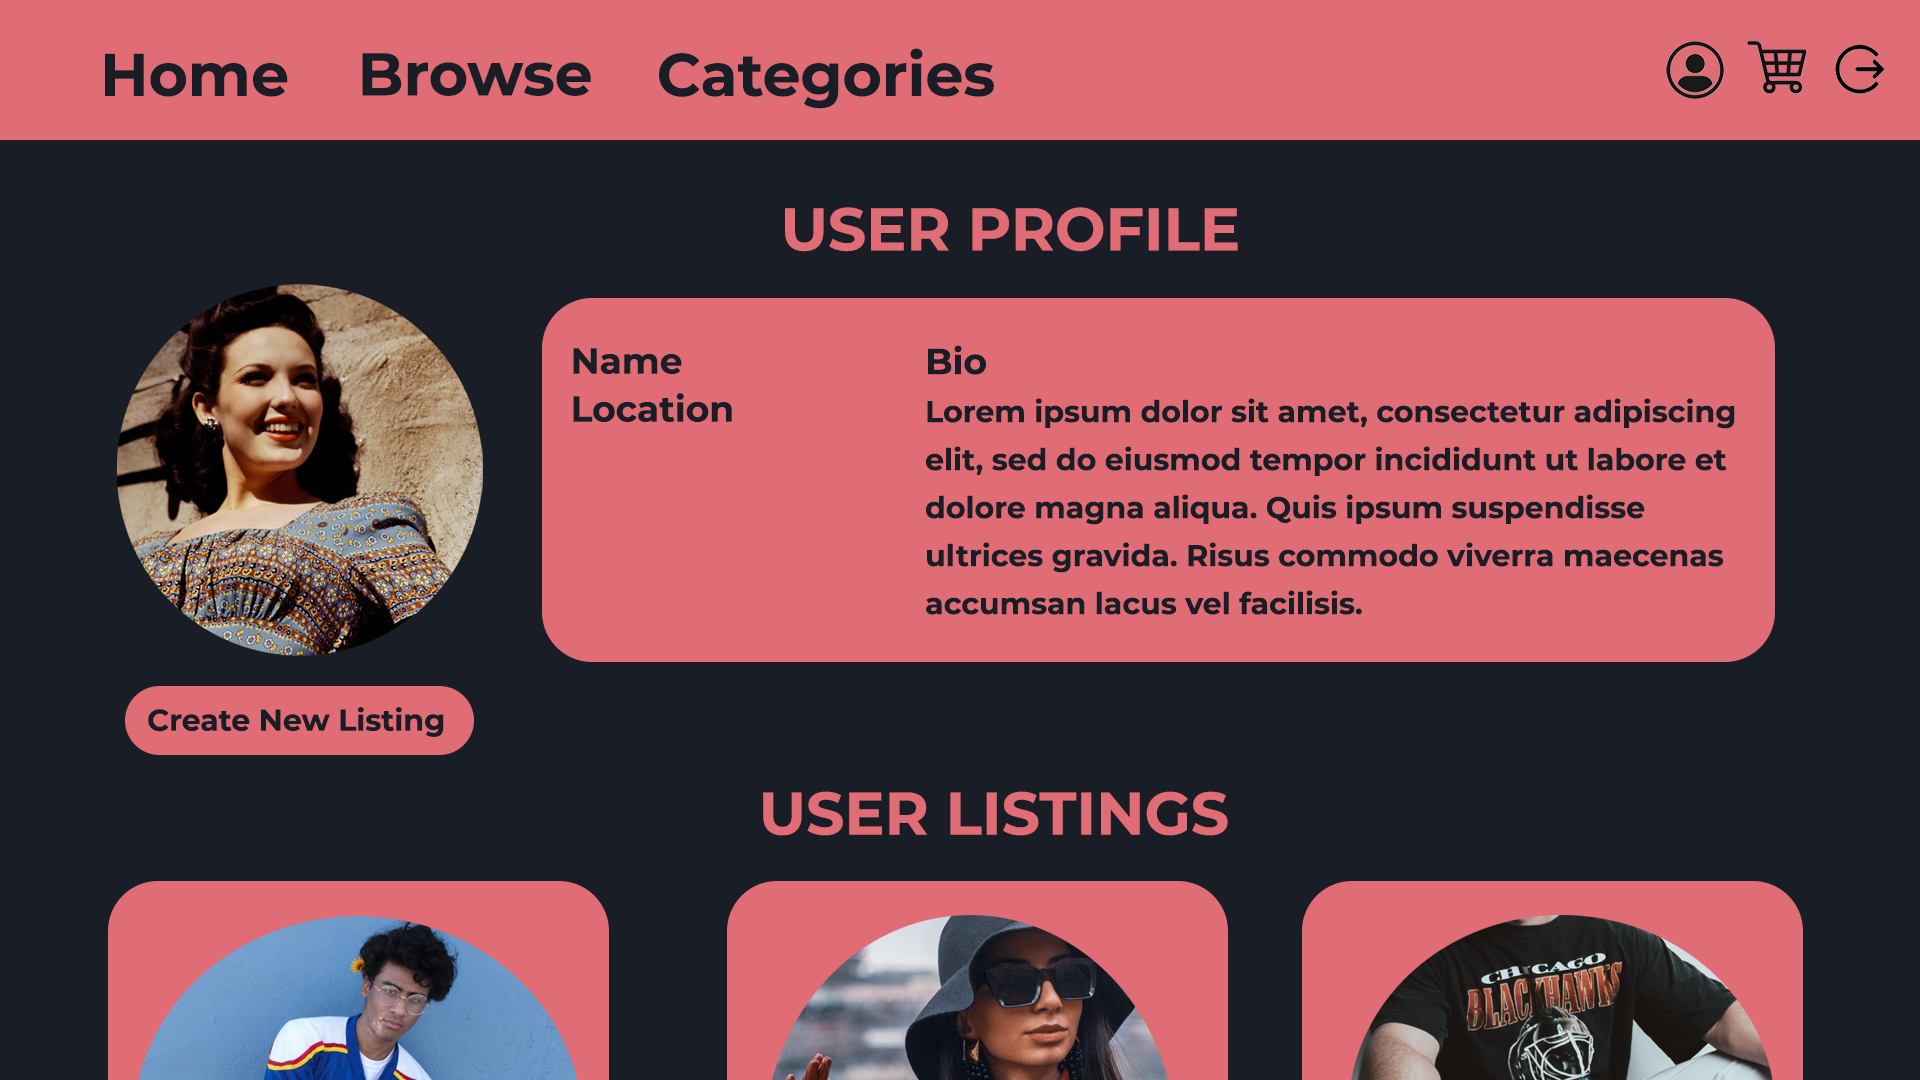 Home Browse Categories
USER PROFILE
Name
Location
Bio
Lorem ipsum dolor sit amet, consectetur adipiscing
elit, sed do eiusmod tempor incididunt ut labore et
dolore magna aliqua. Quis ipsum suspendisse
ultrices gravida. Risus commodo viverra maecenas
accumsan lacus vel facilisis.
Create New Listing
USER LISTINGS
CHICAGO
BLACKHAWKS